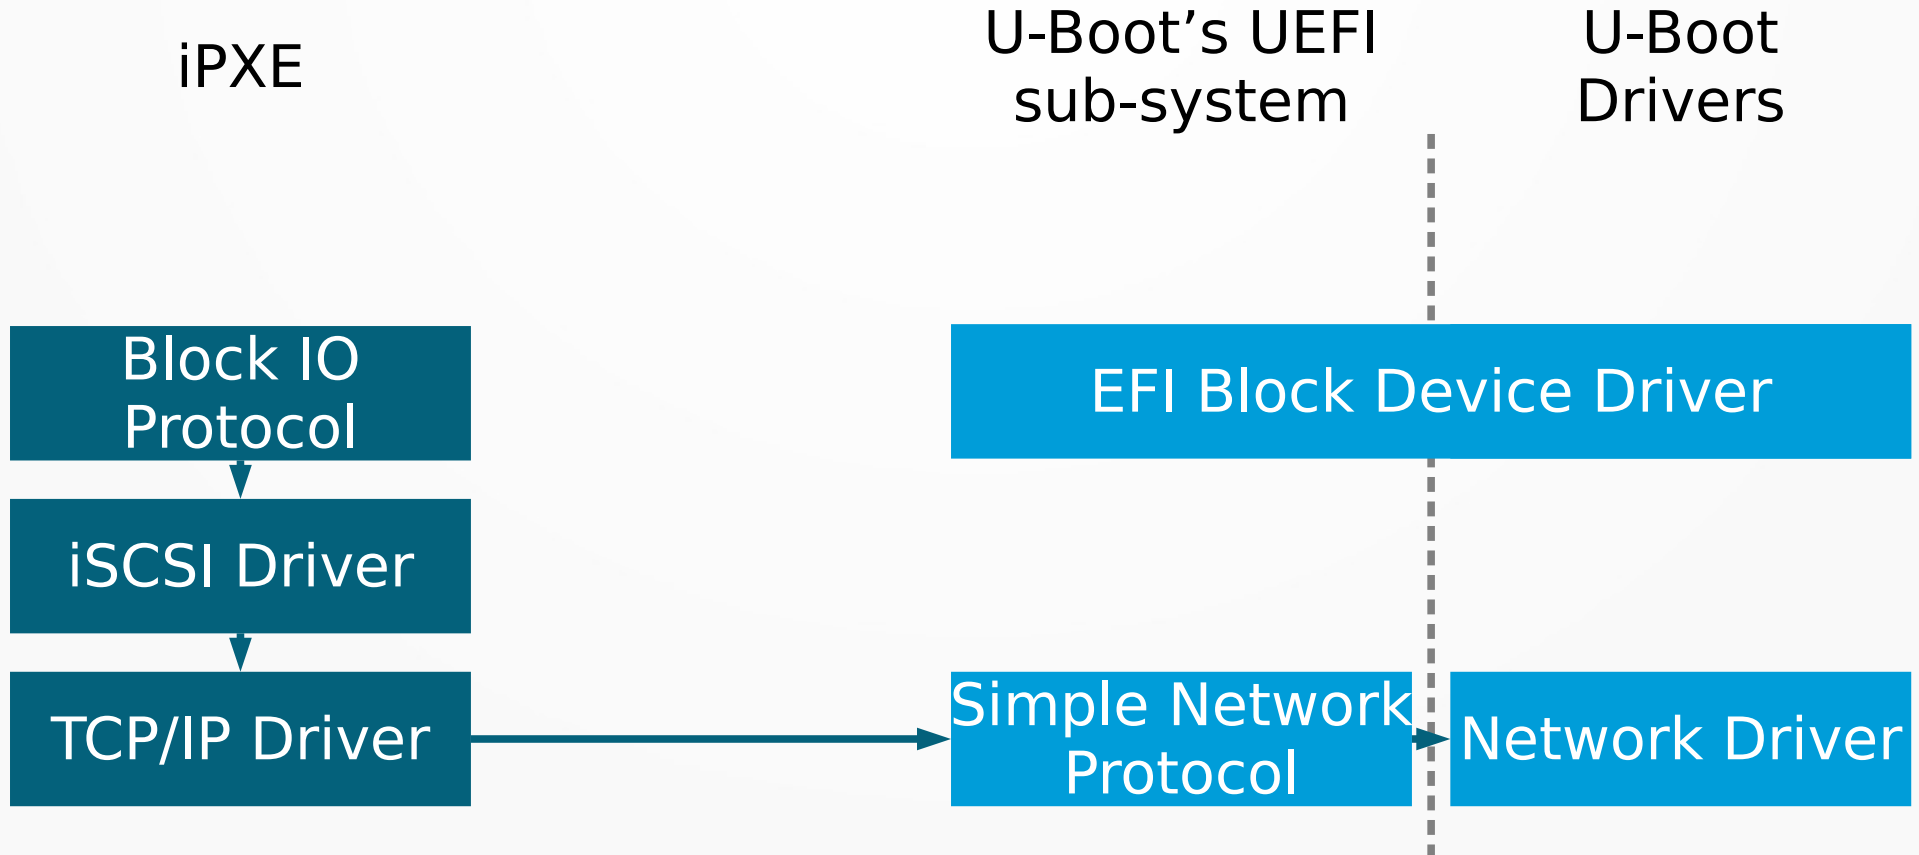 iPXE
U-Boot’s UEFI
sub-system
U-Boot
Drivers
Block IO
Protocol
EFI Block Device Driver
iSCSI Driver
TCP/IP Driver
Simple Network
Protocol
Network Driver